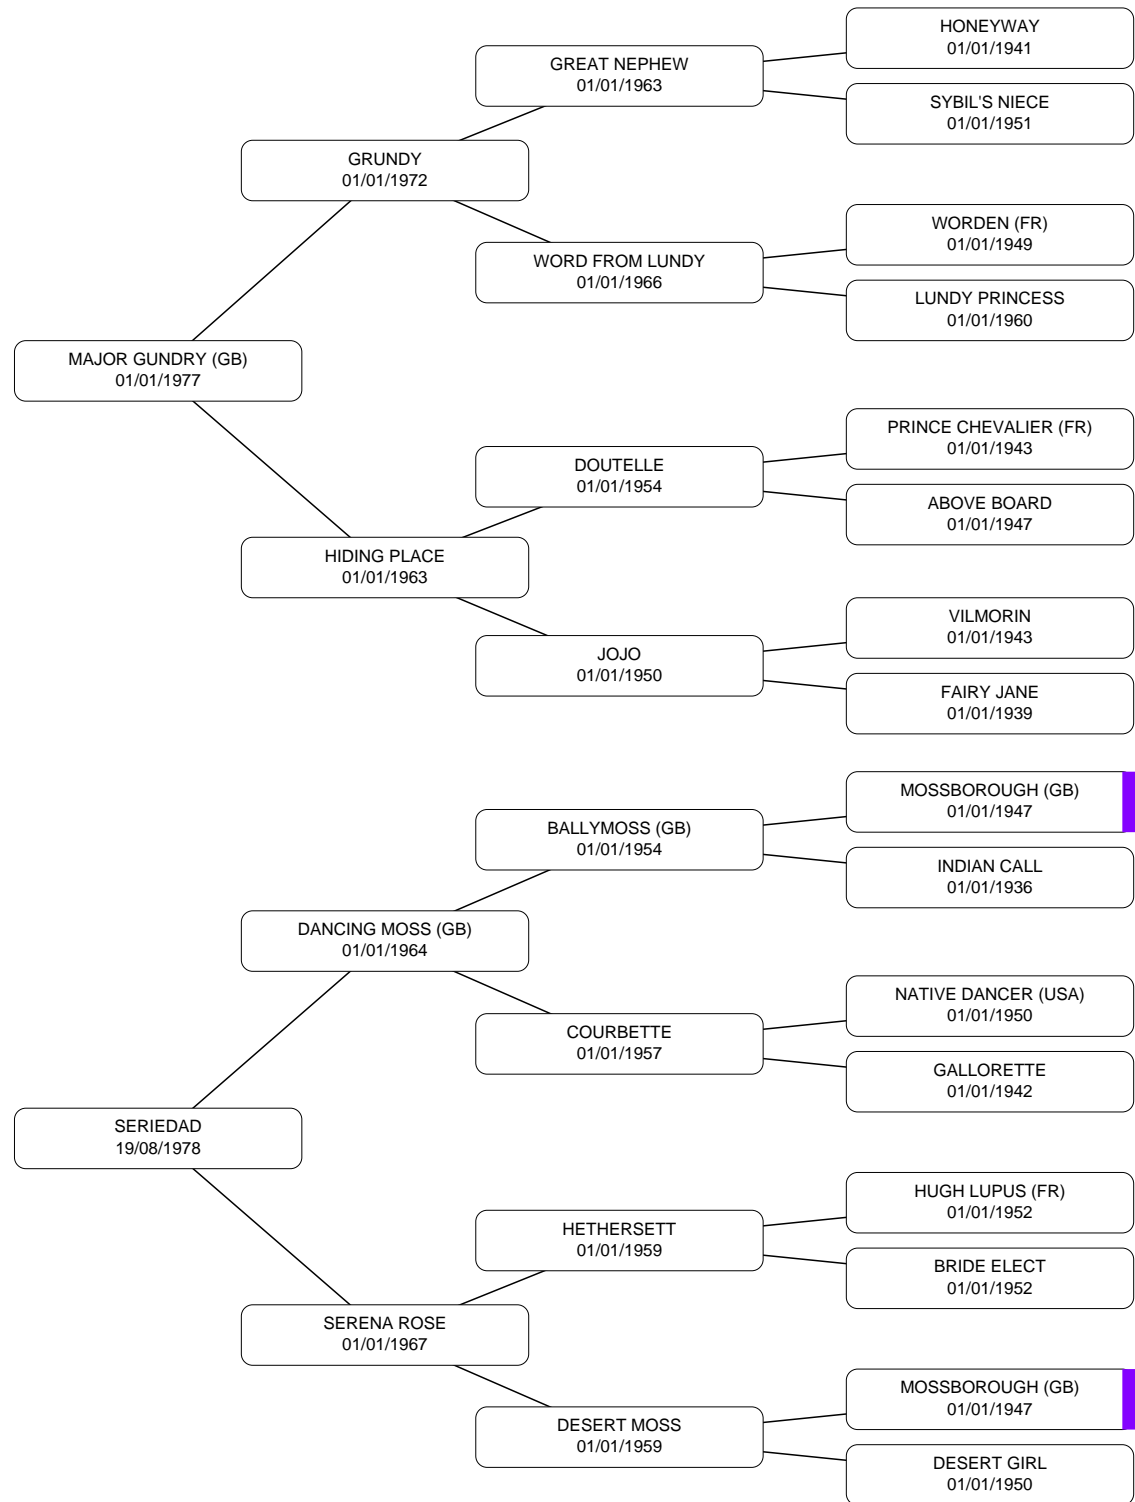 HONEYWAY
01/01/1941
GREAT NEPHEW
01/01/1963
SYBIL'S NIECE
01/01/1951
GRUNDY
01/01/1972
WORDEN (FR)
01/01/1949
WORD FROM LUNDY
01/01/1966
LUNDY PRINCESS
01/01/1960
MAJOR GUNDRY (GB)
01/01/1977
PRINCE CHEVALIER (FR)
01/01/1943
DOUTELLE
01/01/1954
ABOVE BOARD
01/01/1947
HIDING PLACE
01/01/1963
VILMORIN
01/01/1943
JOJO
01/01/1950
FAIRY JANE
01/01/1939
MOSSBOROUGH (GB)
01/01/1947
BALLYMOSS (GB)
01/01/1954
INDIAN CALL
01/01/1936
DANCING MOSS (GB)
01/01/1964
NATIVE DANCER (USA)
01/01/1950
COURBETTE
01/01/1957
GALLORETTE
01/01/1942
SERIEDAD
19/08/1978
HUGH LUPUS (FR)
01/01/1952
HETHERSETT
01/01/1959
BRIDE ELECT
01/01/1952
SERENA ROSE
01/01/1967
MOSSBOROUGH (GB)
01/01/1947
DESERT MOSS
01/01/1959
DESERT GIRL
01/01/1950